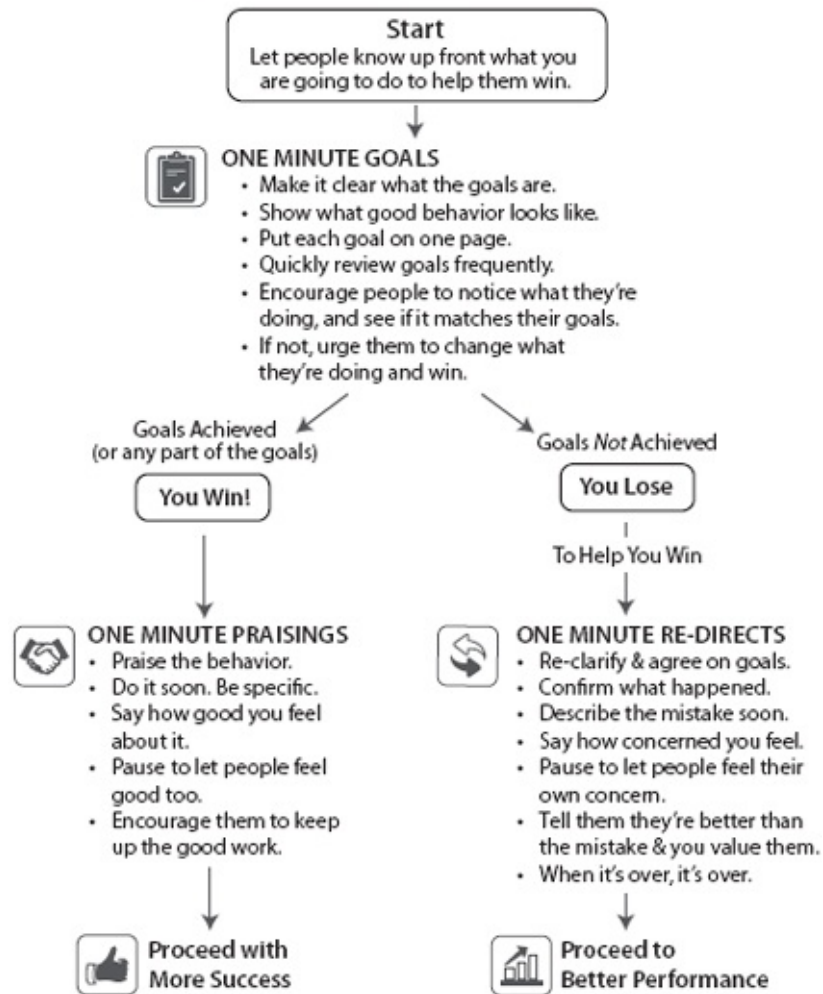 Start
Let people know up front what you
are going to do to help them win.
ONE MINUTE GOALS
• Make it clear what the goals are.
• Show what good behavior looks like.
• Put each goal on one page.
• Quickly review goals frequently.
• Encourage people to notice what they're
doing, and see if it matches their goals.
• If not, urge them to change what
they're doing and win.
Goals Achieved
(or any part of the goals)
You Win!
ONE MINUTE PRAISINGS
• Praise the behavior.
• Do it soon. Be specific.
• Say how good you feel
about it.
• Pause to let people feel
good too.
• Encourage them to keep
up the good work.
Proceed with
More Success
Goals Not Achieved
You Lose
To Help You Win
ONE MINUTE RE-DIRECTS
• Re-clarify & agree on goals.
• Confirm what happened.
• Describe the mistake soon.
• Say how concerned you feel.
• Pause to let people feel their
own concern.
• Tell them they're better than
the mistake & you value them.
• When it's over, it's over.
Proceed to
Better Performance